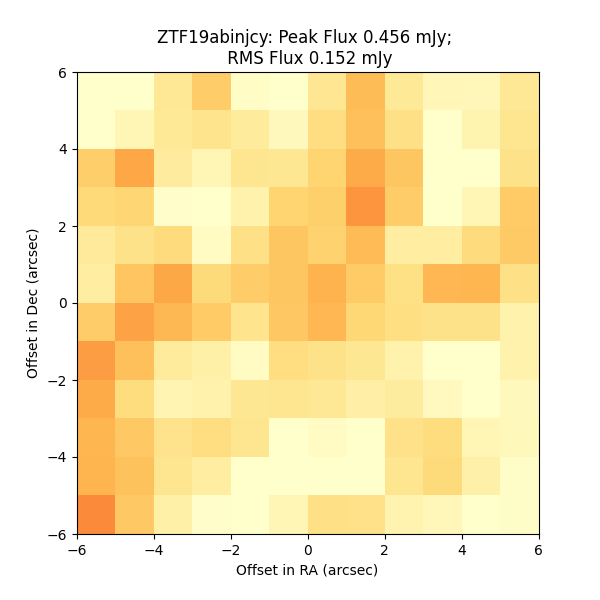 ZTF19abinjcy: Peak Flux 0.456 mJy;
RMS Flux 0.152 mJy
6
4
2
0
−2
−4
−6
Offset in Dec (arcsec)
−6 −4 −2 0 2 4 6
Offset in RA (arcsec)